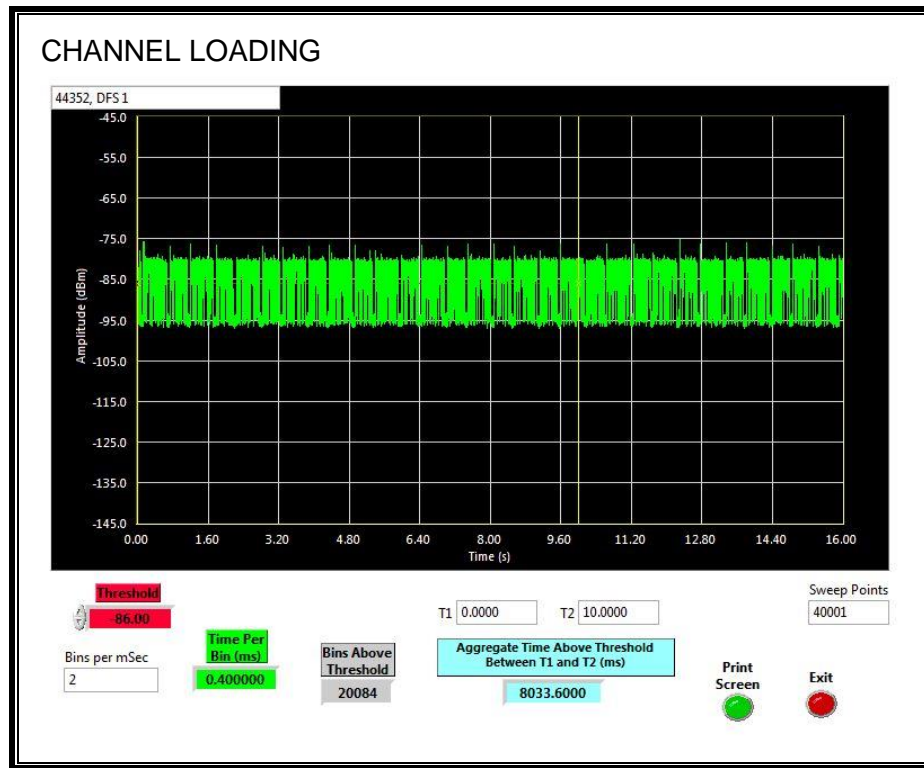 CHANNEL LOADING
44352, DFS 1
-45.0
-55.0
-65.0
-75.0
-85.0
-95.0
-105.0
-115.0
-125.0
-135.0
-145.0
Amplitude (dBm)
0.00 1.60 3.20 4.80 6.40 8.00 9.60 11.20 12.80 14.40 16.00
Time (s)
Threshold
-86.00
Bins per mSec
2
Time Per
Bin (ms)
0.400000
Bins Above
Threshold
20084
T1 0.0000 T2 10.0000
Aggregate Time Above Threshold
Between T1 and T2 (ms)
8033.6000
Sweep Points
40001
Print
Screen
Exit